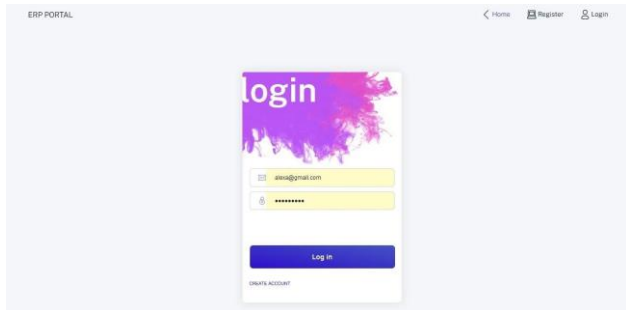 ERP PORTAL
Home
Register
Login
login
alexa@gmail.com
•••••••••
Log in
CREATE ACCOUNT